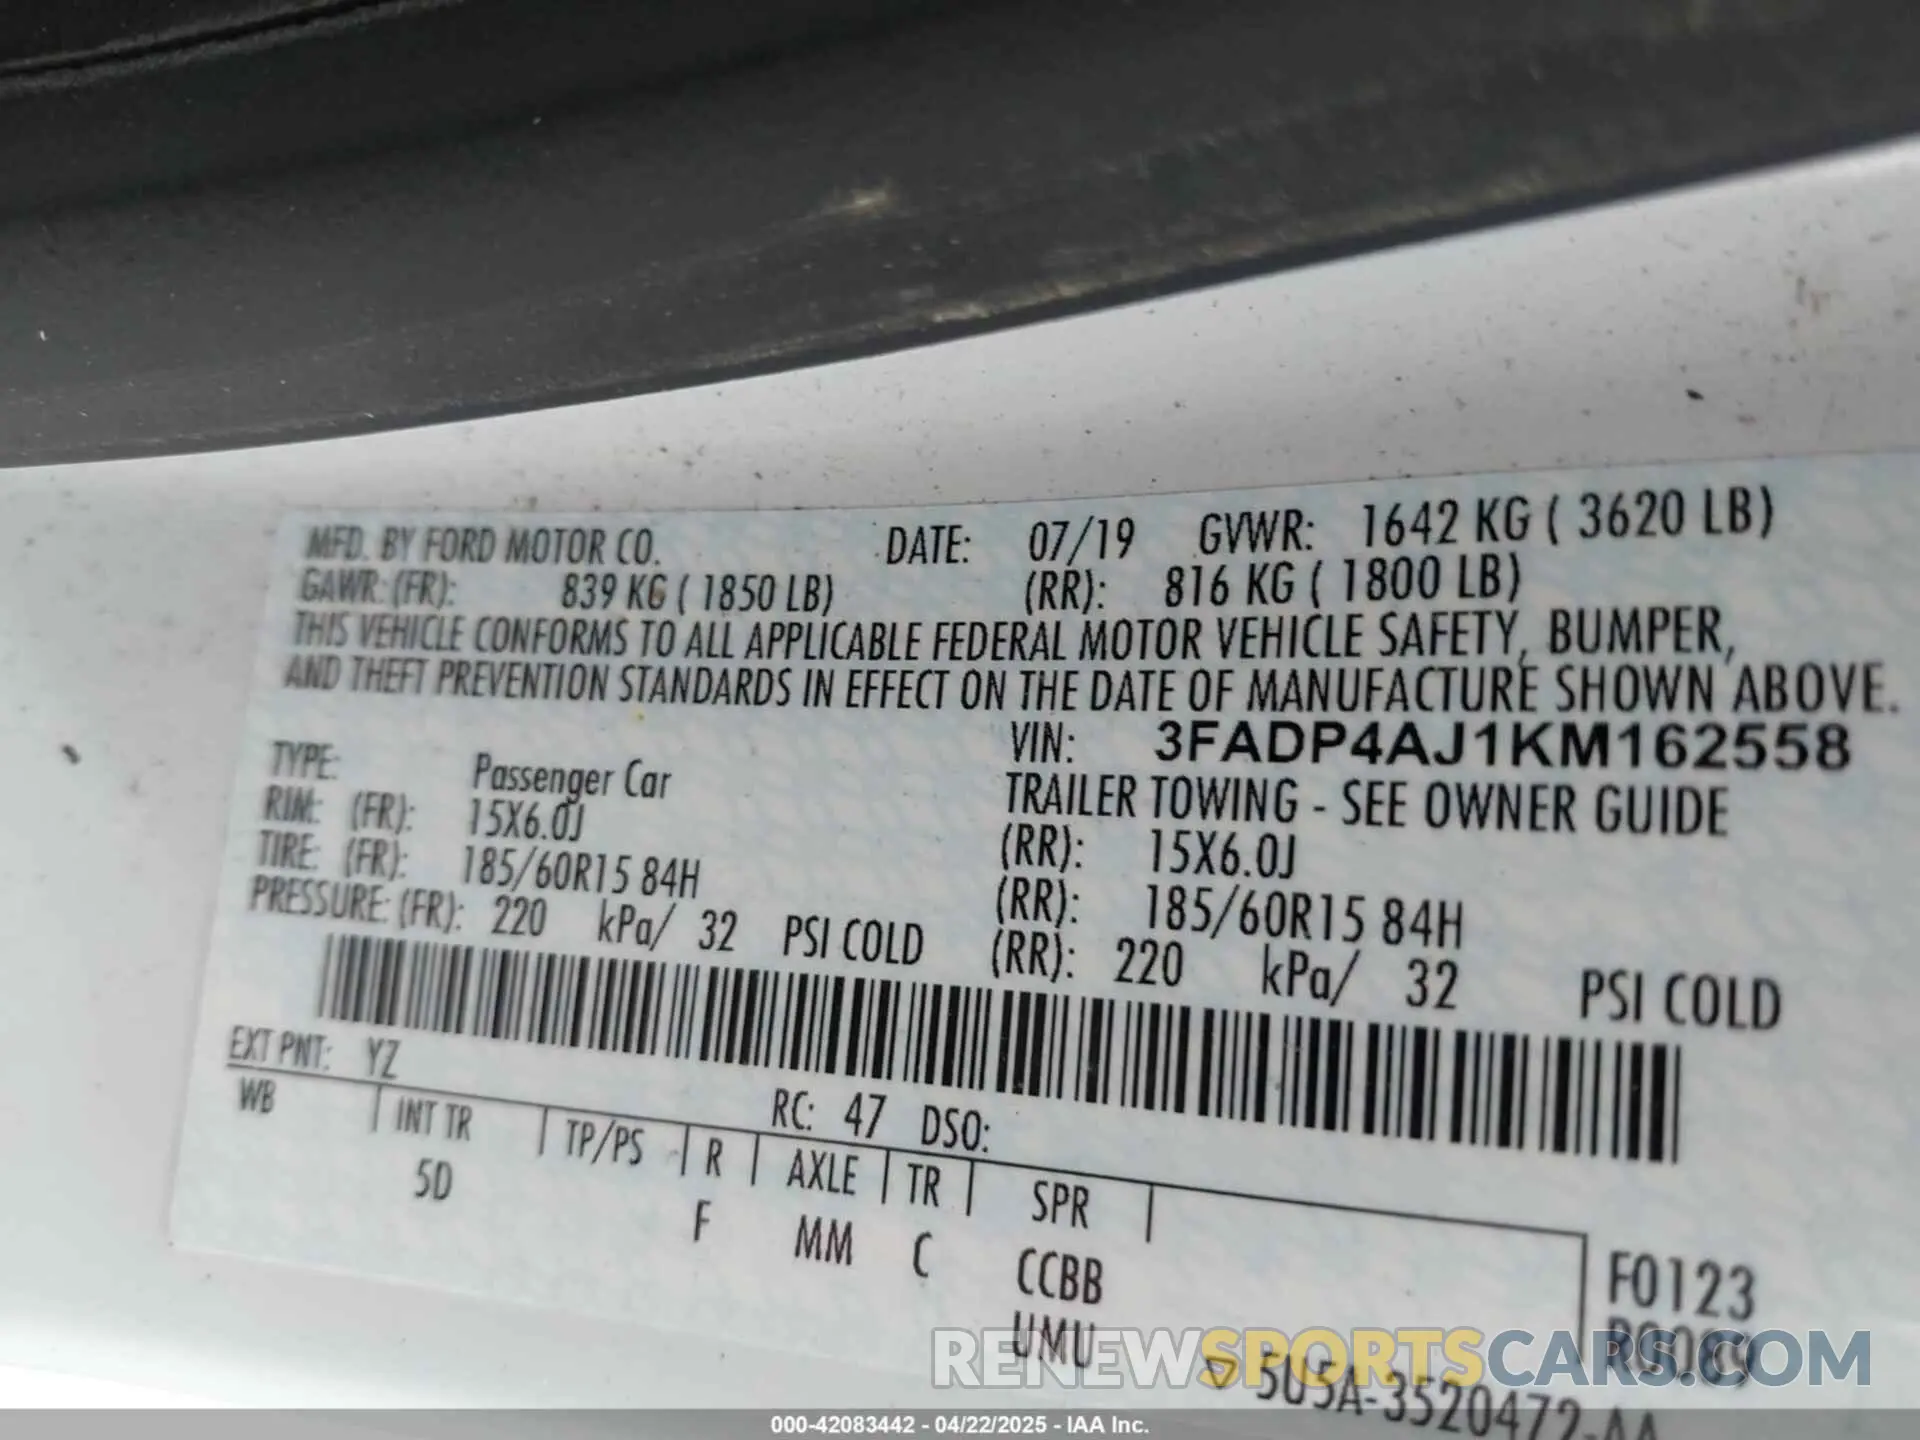 MFD. BY FORD MOTOR CO. DATE: 07/19 GVWR: 1642 KG ( 3620 LB)
GAWR: (FR): 839 KG ( 1850 LB) (RR): 816 KG ( 1800 LB)
THIS VEHICLE CONFORMS TO ALL APPLICABLE FEDERAL MOTOR VEHICLE SAFETY, BUMPER,
AND THEFT PREVENTION STANDARDS IN EFFECT ON THE DATE OF MANUFACTURE SHOWN ABOVE.
VIN: 3FADP4AJ1KM162558
TYPE: Passenger Car TRAILER TOWING - SEE OWNER GUIDE
RIM: (FR): 15X6.0J (RR): 15X6.0J
TIRE: (FR): 185/60R15 84H (RR): 185/60R15 84H
PRESSURE: (FR): 220 kPa/ 32 PSI COLD (RR): 220 kPa/ 32 PSI COLD
EXT PNT: YZ RC: 47 DSO:
WB INT TR TP/PS R AXLE TR SPR
5D F MM C CCBB
UMU
F0123
R0089
5U5A-3520472-AA
RENEWSPORTSCARS.COM
000-42083442 - 04/22/2025 - IAA Inc.